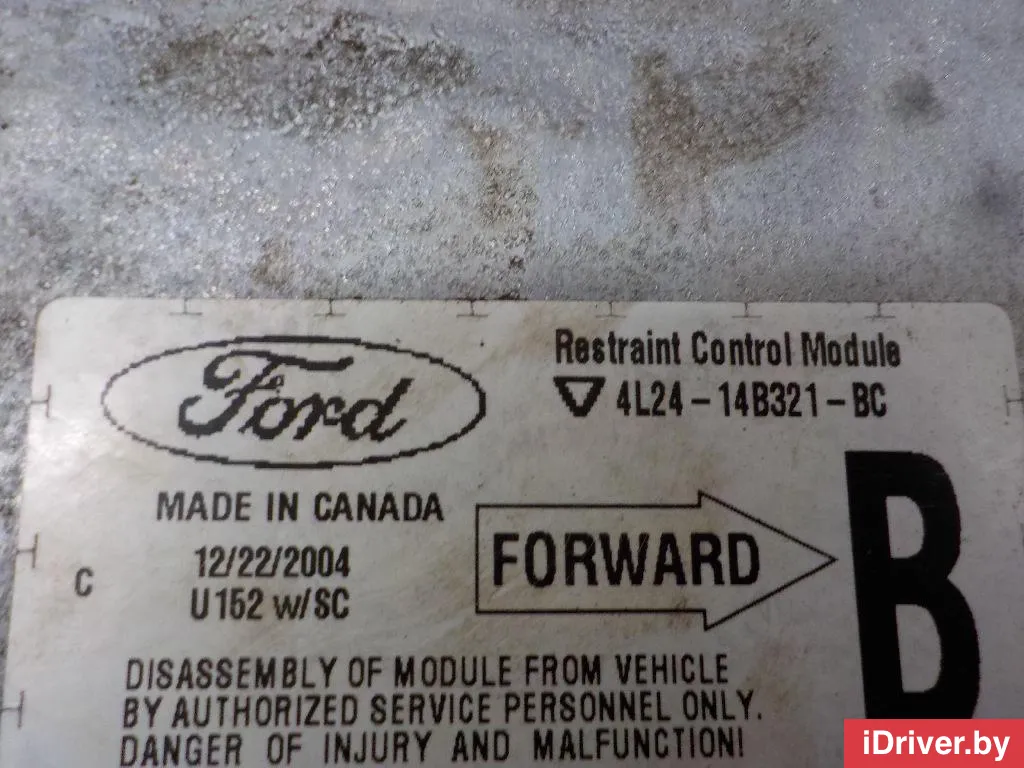 Ford
Restraint Control Module
4L24-14B321-BC
MADE IN CANADA
12/22/2004
U152 w/SC
C
FORWARD
B
DISASSEMBLY OF MODULE FROM VEHICLE
BY AUTHORIZED SERVICE PERSONNEL ONLY.
DANGER OF INJURY AND MALFUNCTION!
iDriver.by